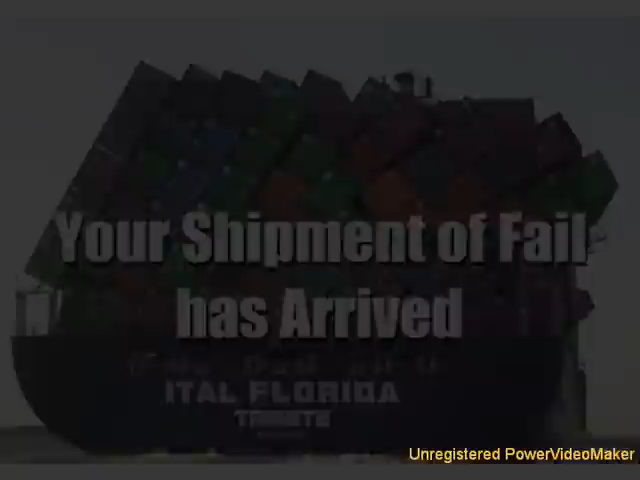 Your Shipment of Fail
has Arrived
ITAL FLORIDA
TRIESTE
Unregistered PowerVideoMaker